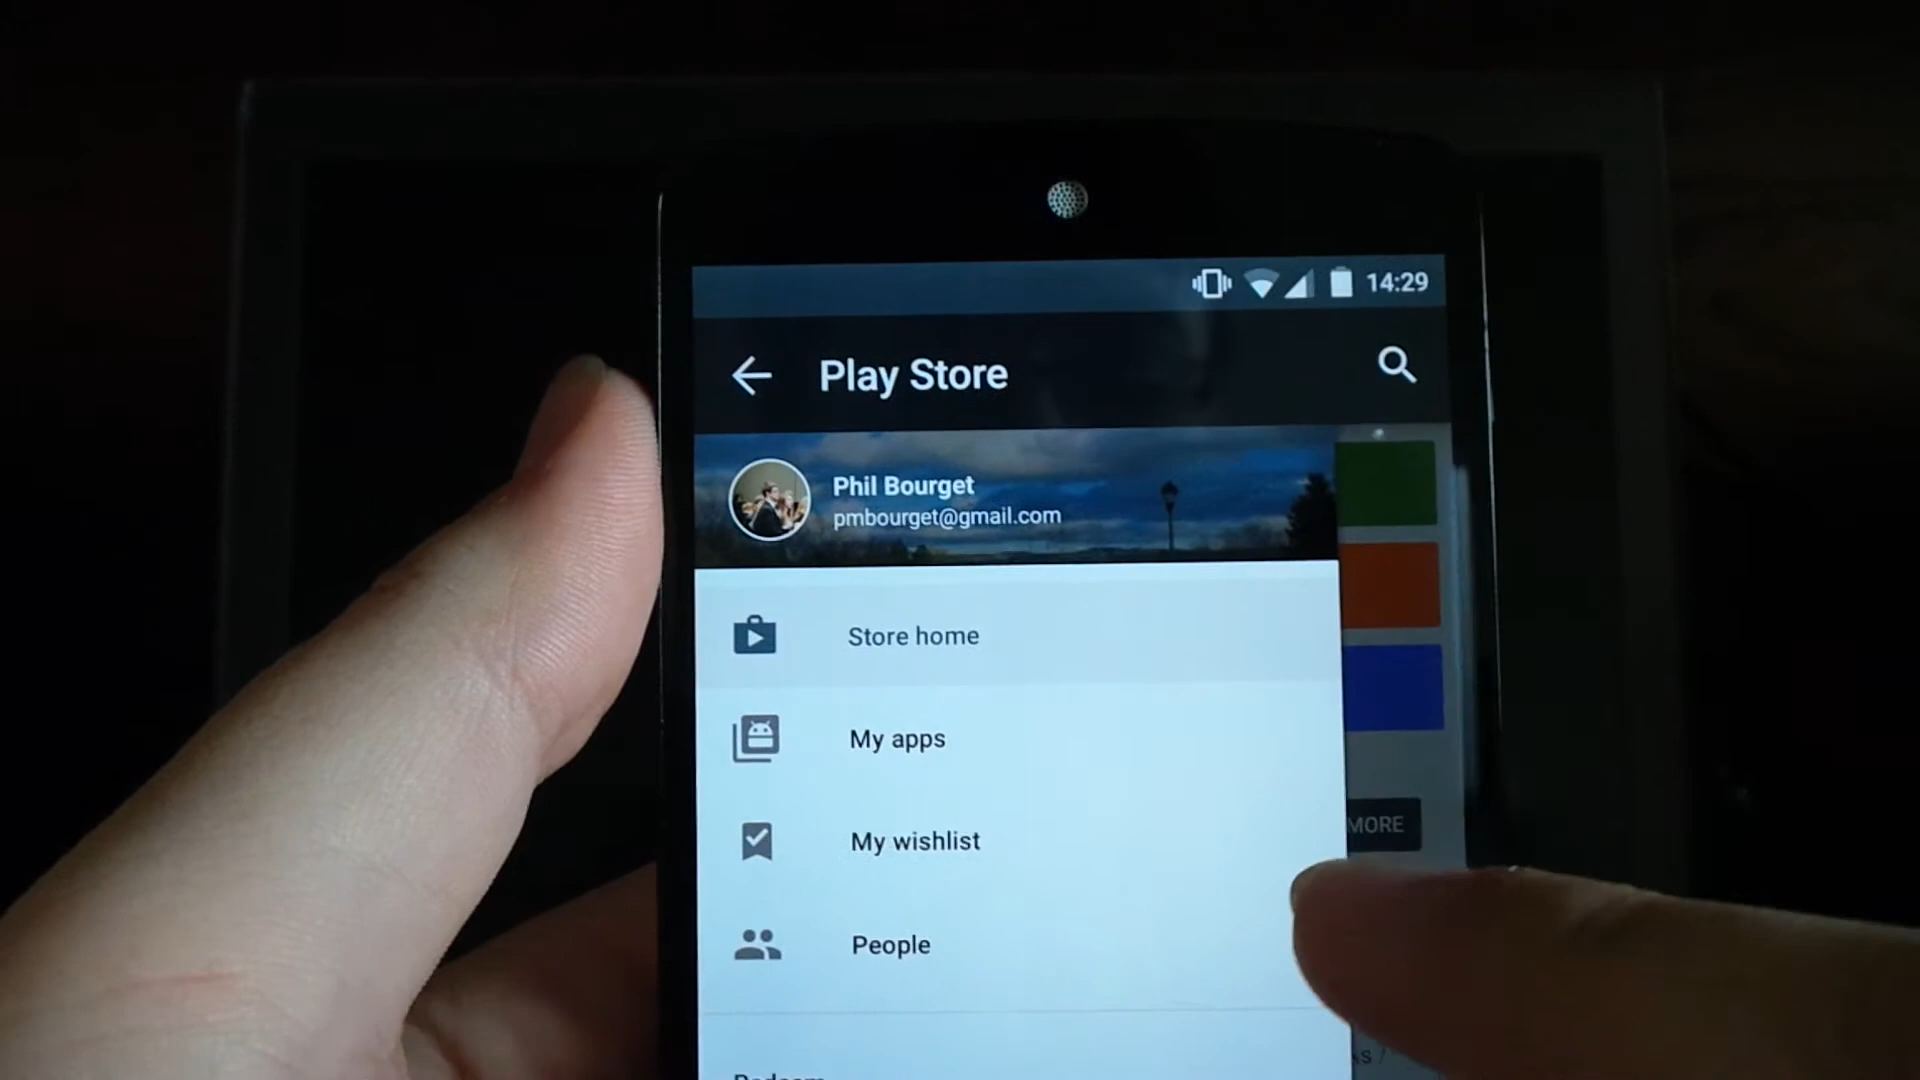 14:29
Play Store
Phil Bourget
pmbourget@gmail.com
Store home
My apps
My wishlist
MORE
People